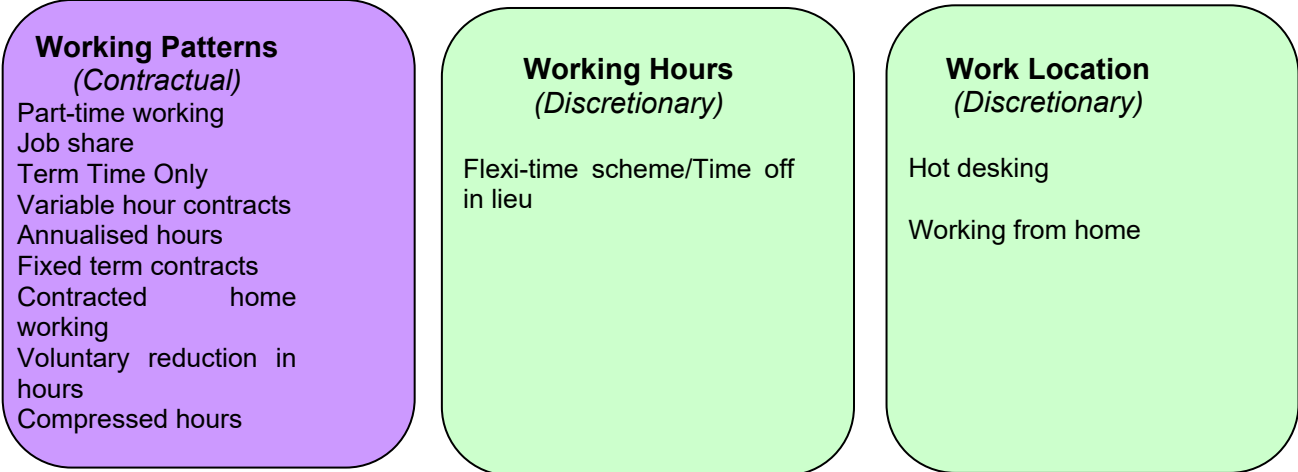 Working Patterns
(Contractual)
Part-time working
Job share
Term Time Only
Variable hour contracts
Annualised hours
Fixed term contracts
Contracted home
working
Voluntary reduction in
hours
Compressed hours
Working Hours
(Discretionary)
Flexi-time scheme/Time off
in lieu
Work Location
(Discretionary)
Hot desking
Working from home